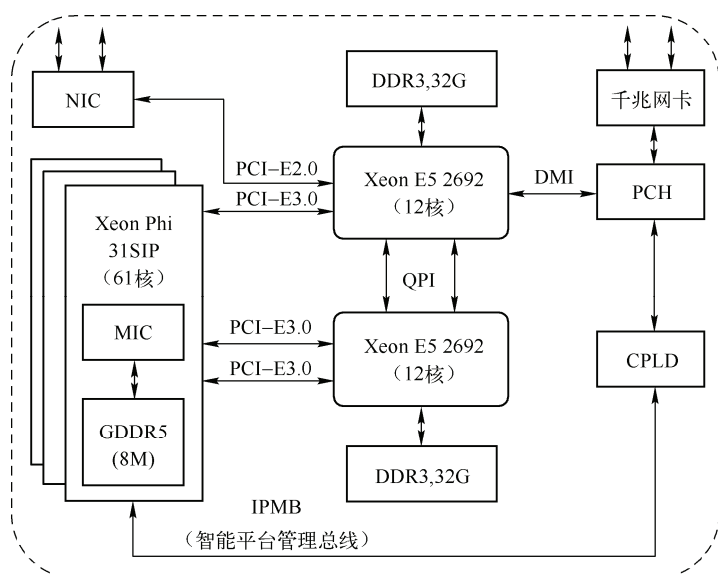 NIC
DDR3,32G
千兆网卡
PCI-E2.0
PCI-E3.0
Xeon E5 2692
(12核)
DMI
PCH
Xeon Phi
31SIP
(61核)
QPI
MIC
PCI-E3.0
PCI-E3.0
Xeon E5 2692
(12核)
CPLD
GDDR5
(8M)
DDR3,32G
IPMB
(智能平台管理总线)